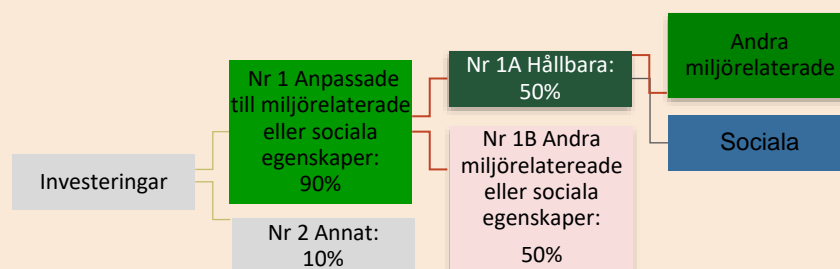 Investeringar
Nr 1 Anpassade
till miljörelaterade
eller sociala
egenskaper:
90%
Nr 2 Annat:
10%
Nr 1A Hållbara:
50%
Nr 1B Andra
miljörelatereade
eller sociala
egenskaper:
50%
Andra
miljörelaterade
Sociala